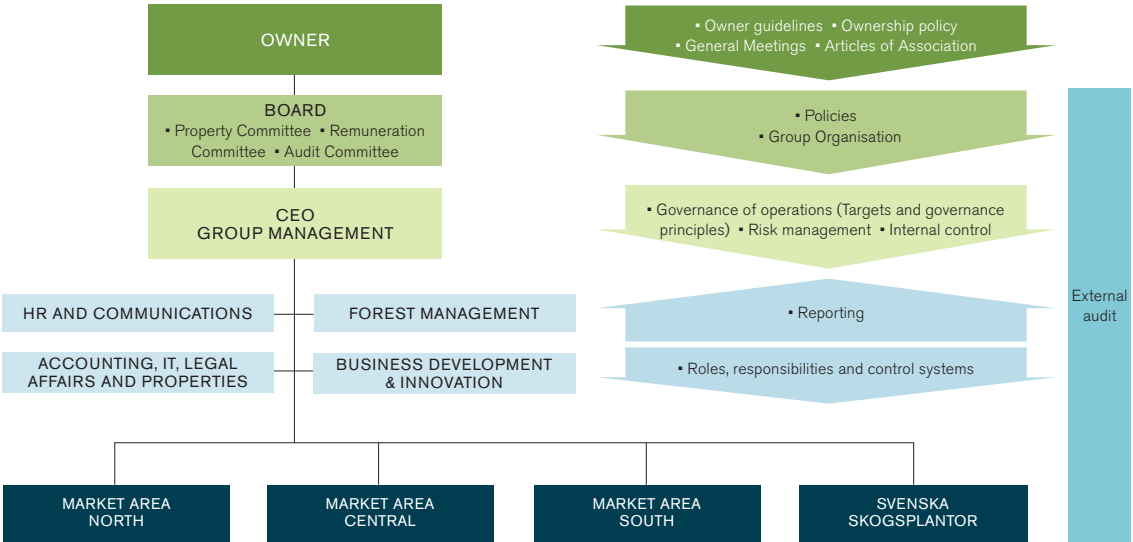 OWNER
▪ Owner guidelines ▪ Ownership policy
▪ General Meetings ▪ Articles of Association
BOARD
▪ Property Committee ▪ Remuneration
Committee ▪ Audit Committee
▪ Policies
▪ Group Organisation
CEO
GROUP MANAGEMENT
▪ Governance of operations (Targets and governance
principles) ▪ Risk management ▪ Internal control
HR AND COMMUNICATIONS
FOREST MANAGEMENT
▪ Reporting
ACCOUNTING, IT, LEGAL
AFFAIRS AND PROPERTIES
BUSINESS DEVELOPMENT
& INNOVATION
▪ Roles, responsibilities and control systems
External
audit
MARKET AREA
NORTH
MARKET AREA
CENTRAL
MARKET AREA
SOUTH
SVENSKA
SKOGSPLANTOR